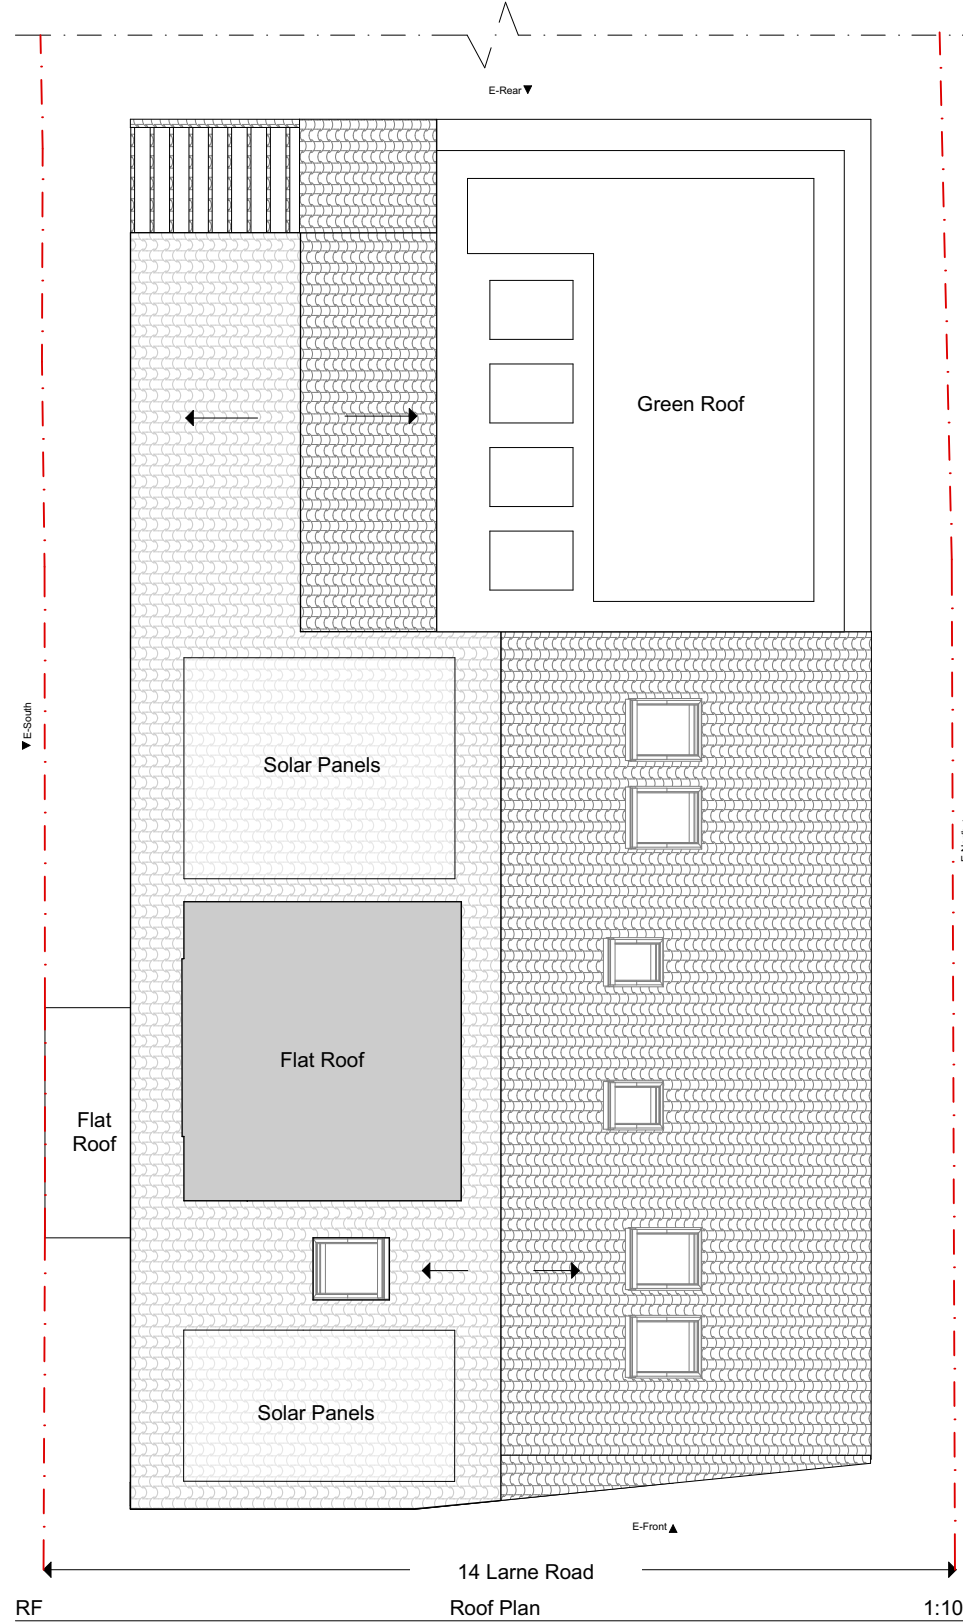 E-Rear
Green Roof
E-South
Solar Panels
Flat Roof
Flat
Roof
Solar Panels
E-Front
14 Larne Road
RF Roof Plan 1:10